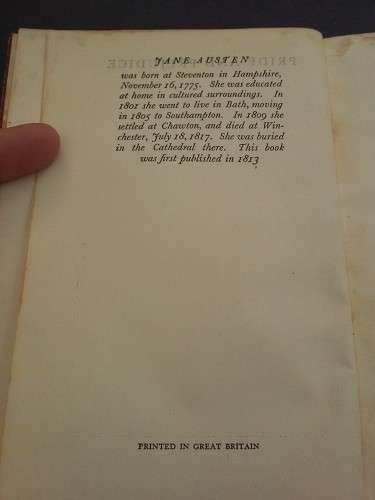 JANE AUSTEN
was born at Steventon in Hampshire,
November 16, 1775. She was educated
at home in cultured surroundings. In
1801 she went to live in Bath, moving
in 1805 to Southampton. In 1809 she
settled at Chawton, and died at Win-
chester, July 18, 1817. She was buried
in the Cathedral there. This book
was first published in 1813
PRINTED IN GREAT BRITAIN